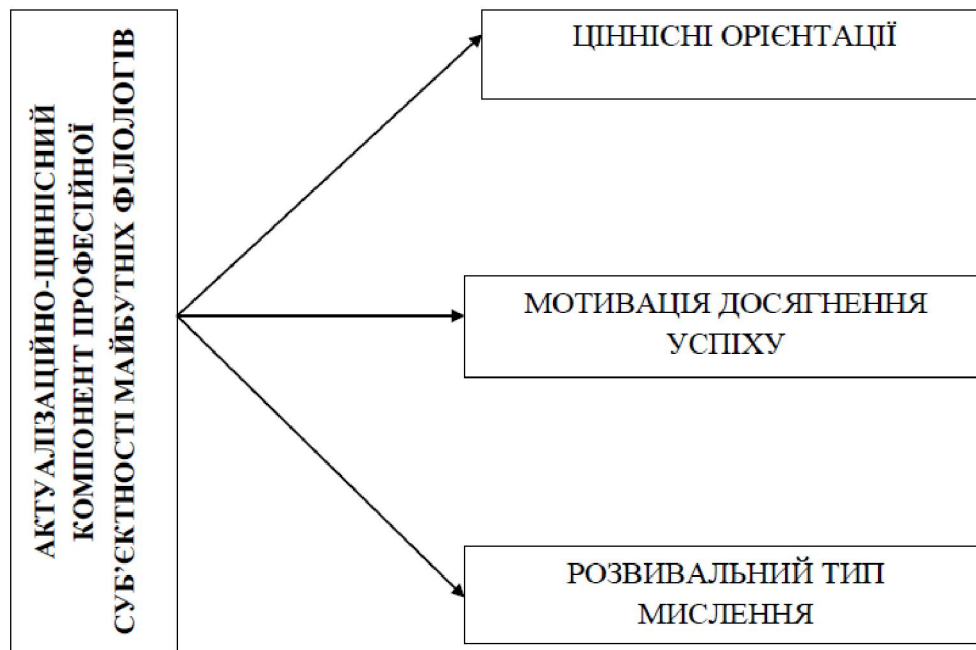 АКТУАЛІЗАЦІЙНО-ЦІННІСНИЙ
КОМПОНЕНТ ПРОФЕСІЙНОЇ
СУБ’ЄКТНОСТІ МАЙБУТНІХ ФІЛОЛОГІВ
ЦІННІСНІ ОРІЄНТАЦІЇ
МОТИВАЦІЯ ДОСЯГНЕННЯ
УСПІХУ
РОЗВИВАЛЬНИЙ ТИП
МИСЛЕННЯ